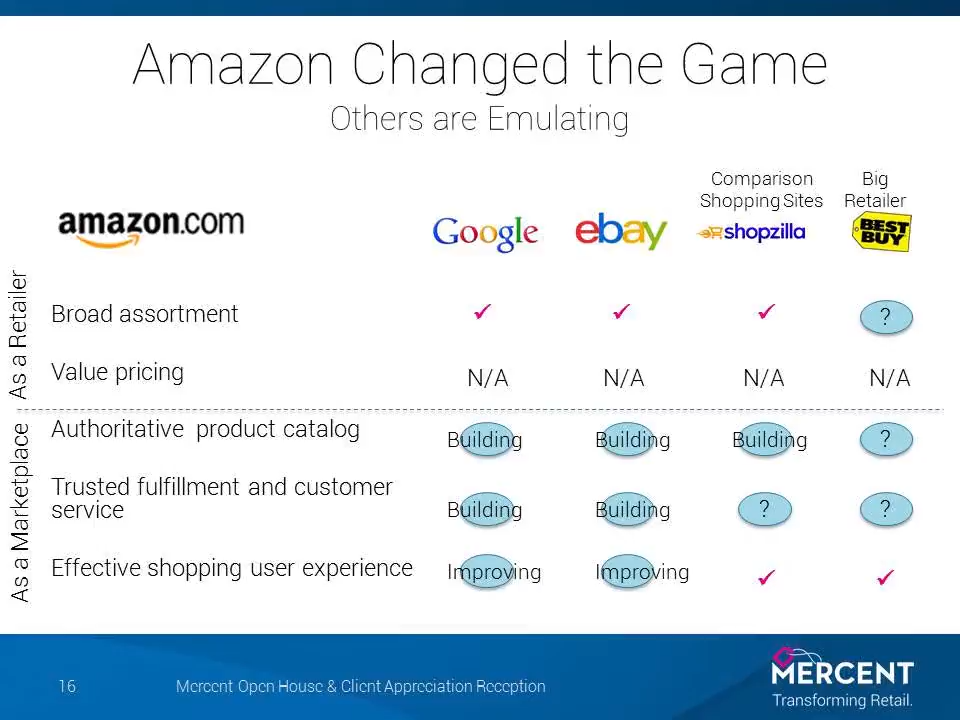 Amazon Changed the Game
Others are Emulating
Comparison Shopping Sites
Big Retailer
amazon.com
Google
ebay
shopzilla
BEST BUY
As a Retailer
Broad assortment ✓ ✓ ✓ ?
Value pricing N/A N/A N/A N/A
As a Marketplace
Authoritative product catalog Building Building Building ?
Trusted fulfillment and customer
service Building Building ? ?
Effective shopping user experience Improving Improving ✓ ✓
16 Mercent Open House & Client Appreciation Reception
MERCENT
Transforming Retail.